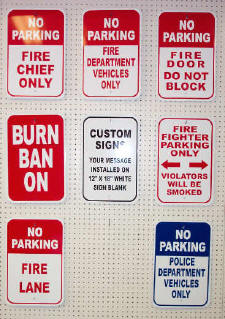 NO
PARKING
FIRE
CHIEF
ONLY
NO
PARKING
FIRE
DEPARTMENT
VEHICLES
ONLY
NO
PARKING
FIRE
DOOR
DO NOT
BLOCK
BURN
BAN
ON
CUSTOM
SIGNS
YOUR MESSAGE
INSTALLED ON
12" X 18" WHITE
SIGN BLANK
FIRE
FIGHTER
PARKING
ONLY
VIOLATORS
WILL BE
SMOKED
NO
PARKING
FIRE
LANE
NO
PARKING
POLICE
DEPARTMENT
VEHICLES
ONLY